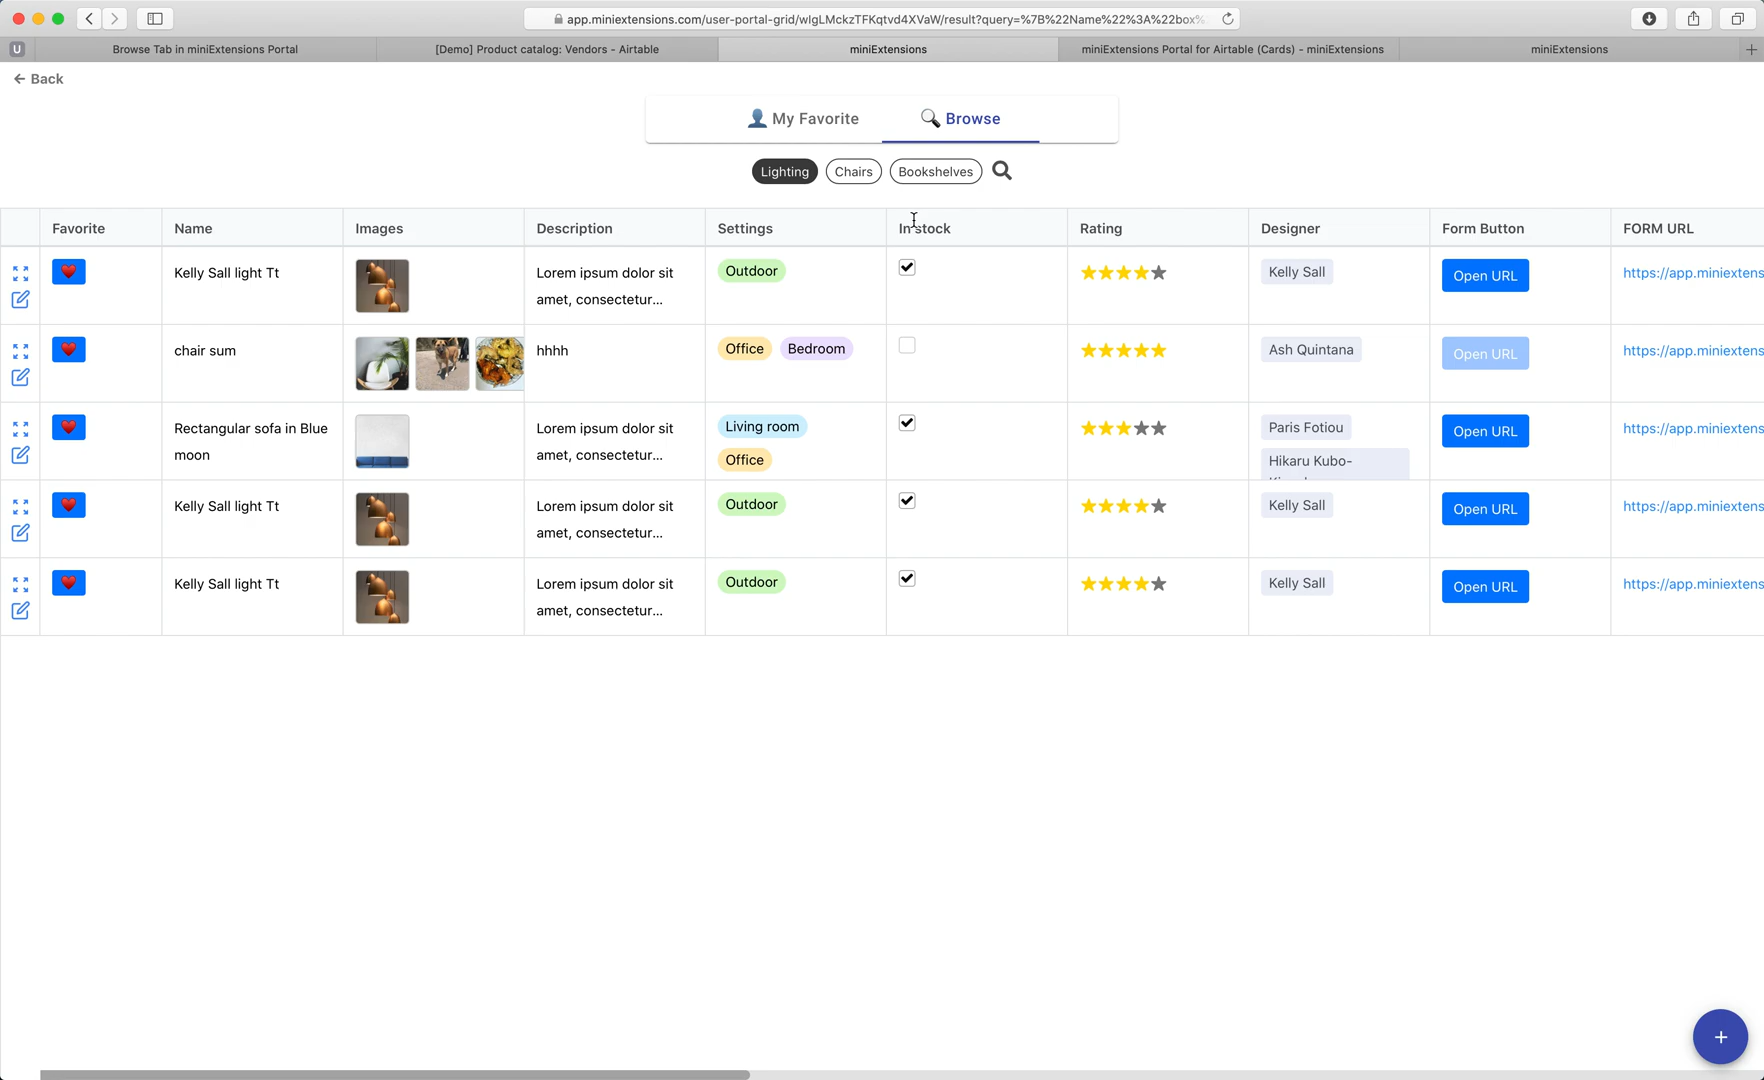 app.miniextensions.com/user-portal-grid/wIgLMckzTFKqtvd4XVaW/result?query=%7B%22Name%22%3A%22box%
U
Browse Tab in miniExtensions Portal
[Demo] Product catalog: Vendors - Airtable
miniExtensions
miniExtensions Portal for Airtable (Cards) - miniExtensions
miniExtensions
Back
My Favorite
Browse
Lighting
Chairs
Bookshelves
Favorite
Name
Images
Description
Settings
In stock
Rating
Designer
Form Button
FORM URL
Kelly Sall light Tt
Lorem ipsum dolor sit
amet, consectetur...
Outdoor
Kelly Sall
Open URL
https://app.miniextens
chair sum
hhhh
Office
Bedroom
Ash Quintana
Open URL
https://app.miniextens
Rectangular sofa in Blue
moon
Lorem ipsum dolor sit
amet, consectetur...
Living room
Office
Paris Fotiou
Hikaru Kubo-
Open URL
https://app.miniextens
Kelly Sall light Tt
Lorem ipsum dolor sit
amet, consectetur...
Outdoor
Kelly Sall
Open URL
https://app.miniextens
Kelly Sall light Tt
Lorem ipsum dolor sit
amet, consectetur...
Outdoor
Kelly Sall
Open URL
https://app.miniextens